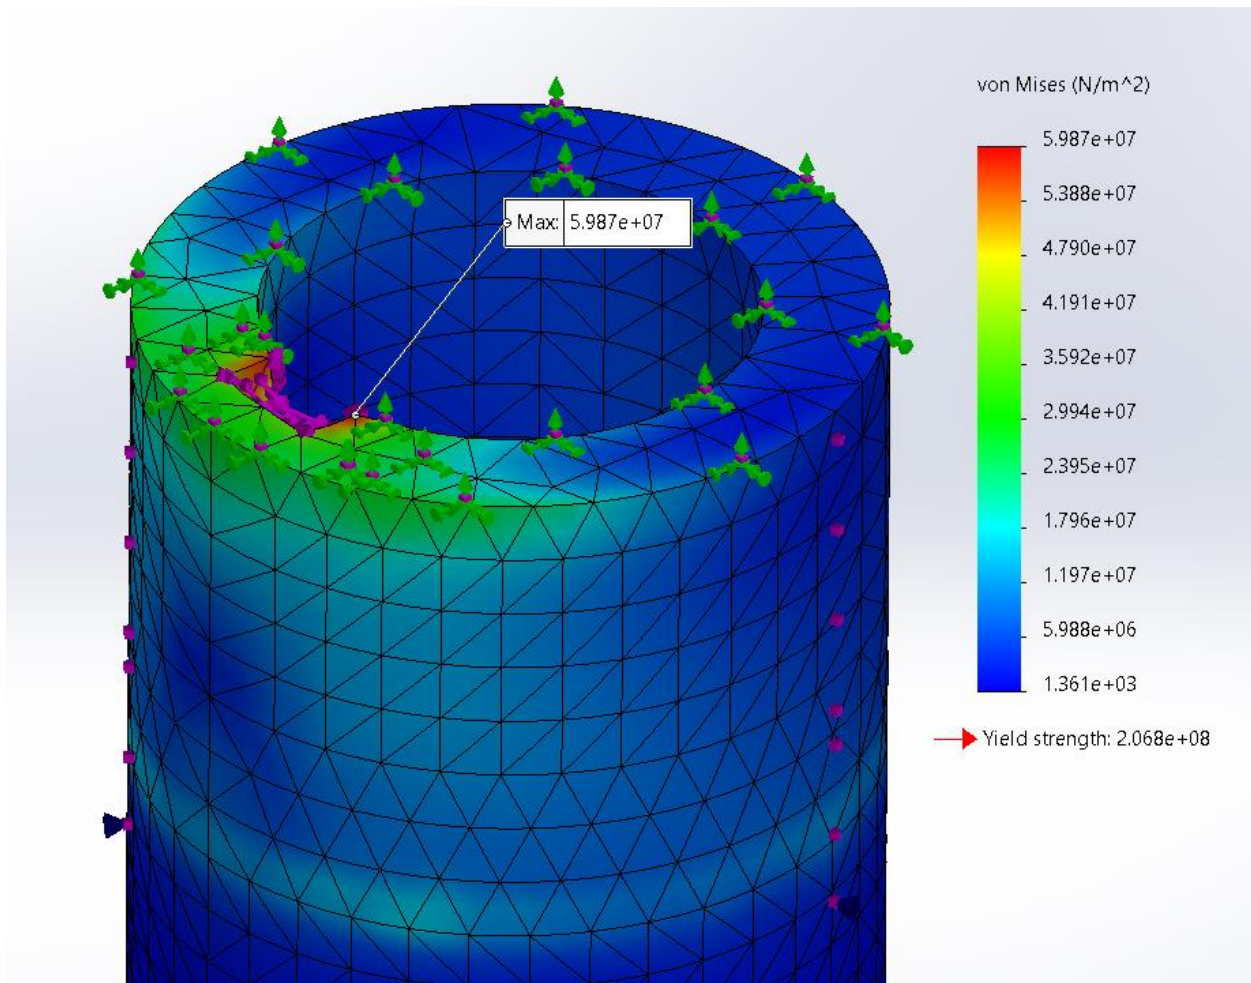 von Mises (N/m^2)
5.987e+07
5.388e+07
4.790e+07
4.191e+07
3.592e+07
2.994e+07
2.395e+07
1.796e+07
1.197e+07
5.988e+06
1.361e+03
Yield strength: 2.068e+08
Max: 5.987e+07